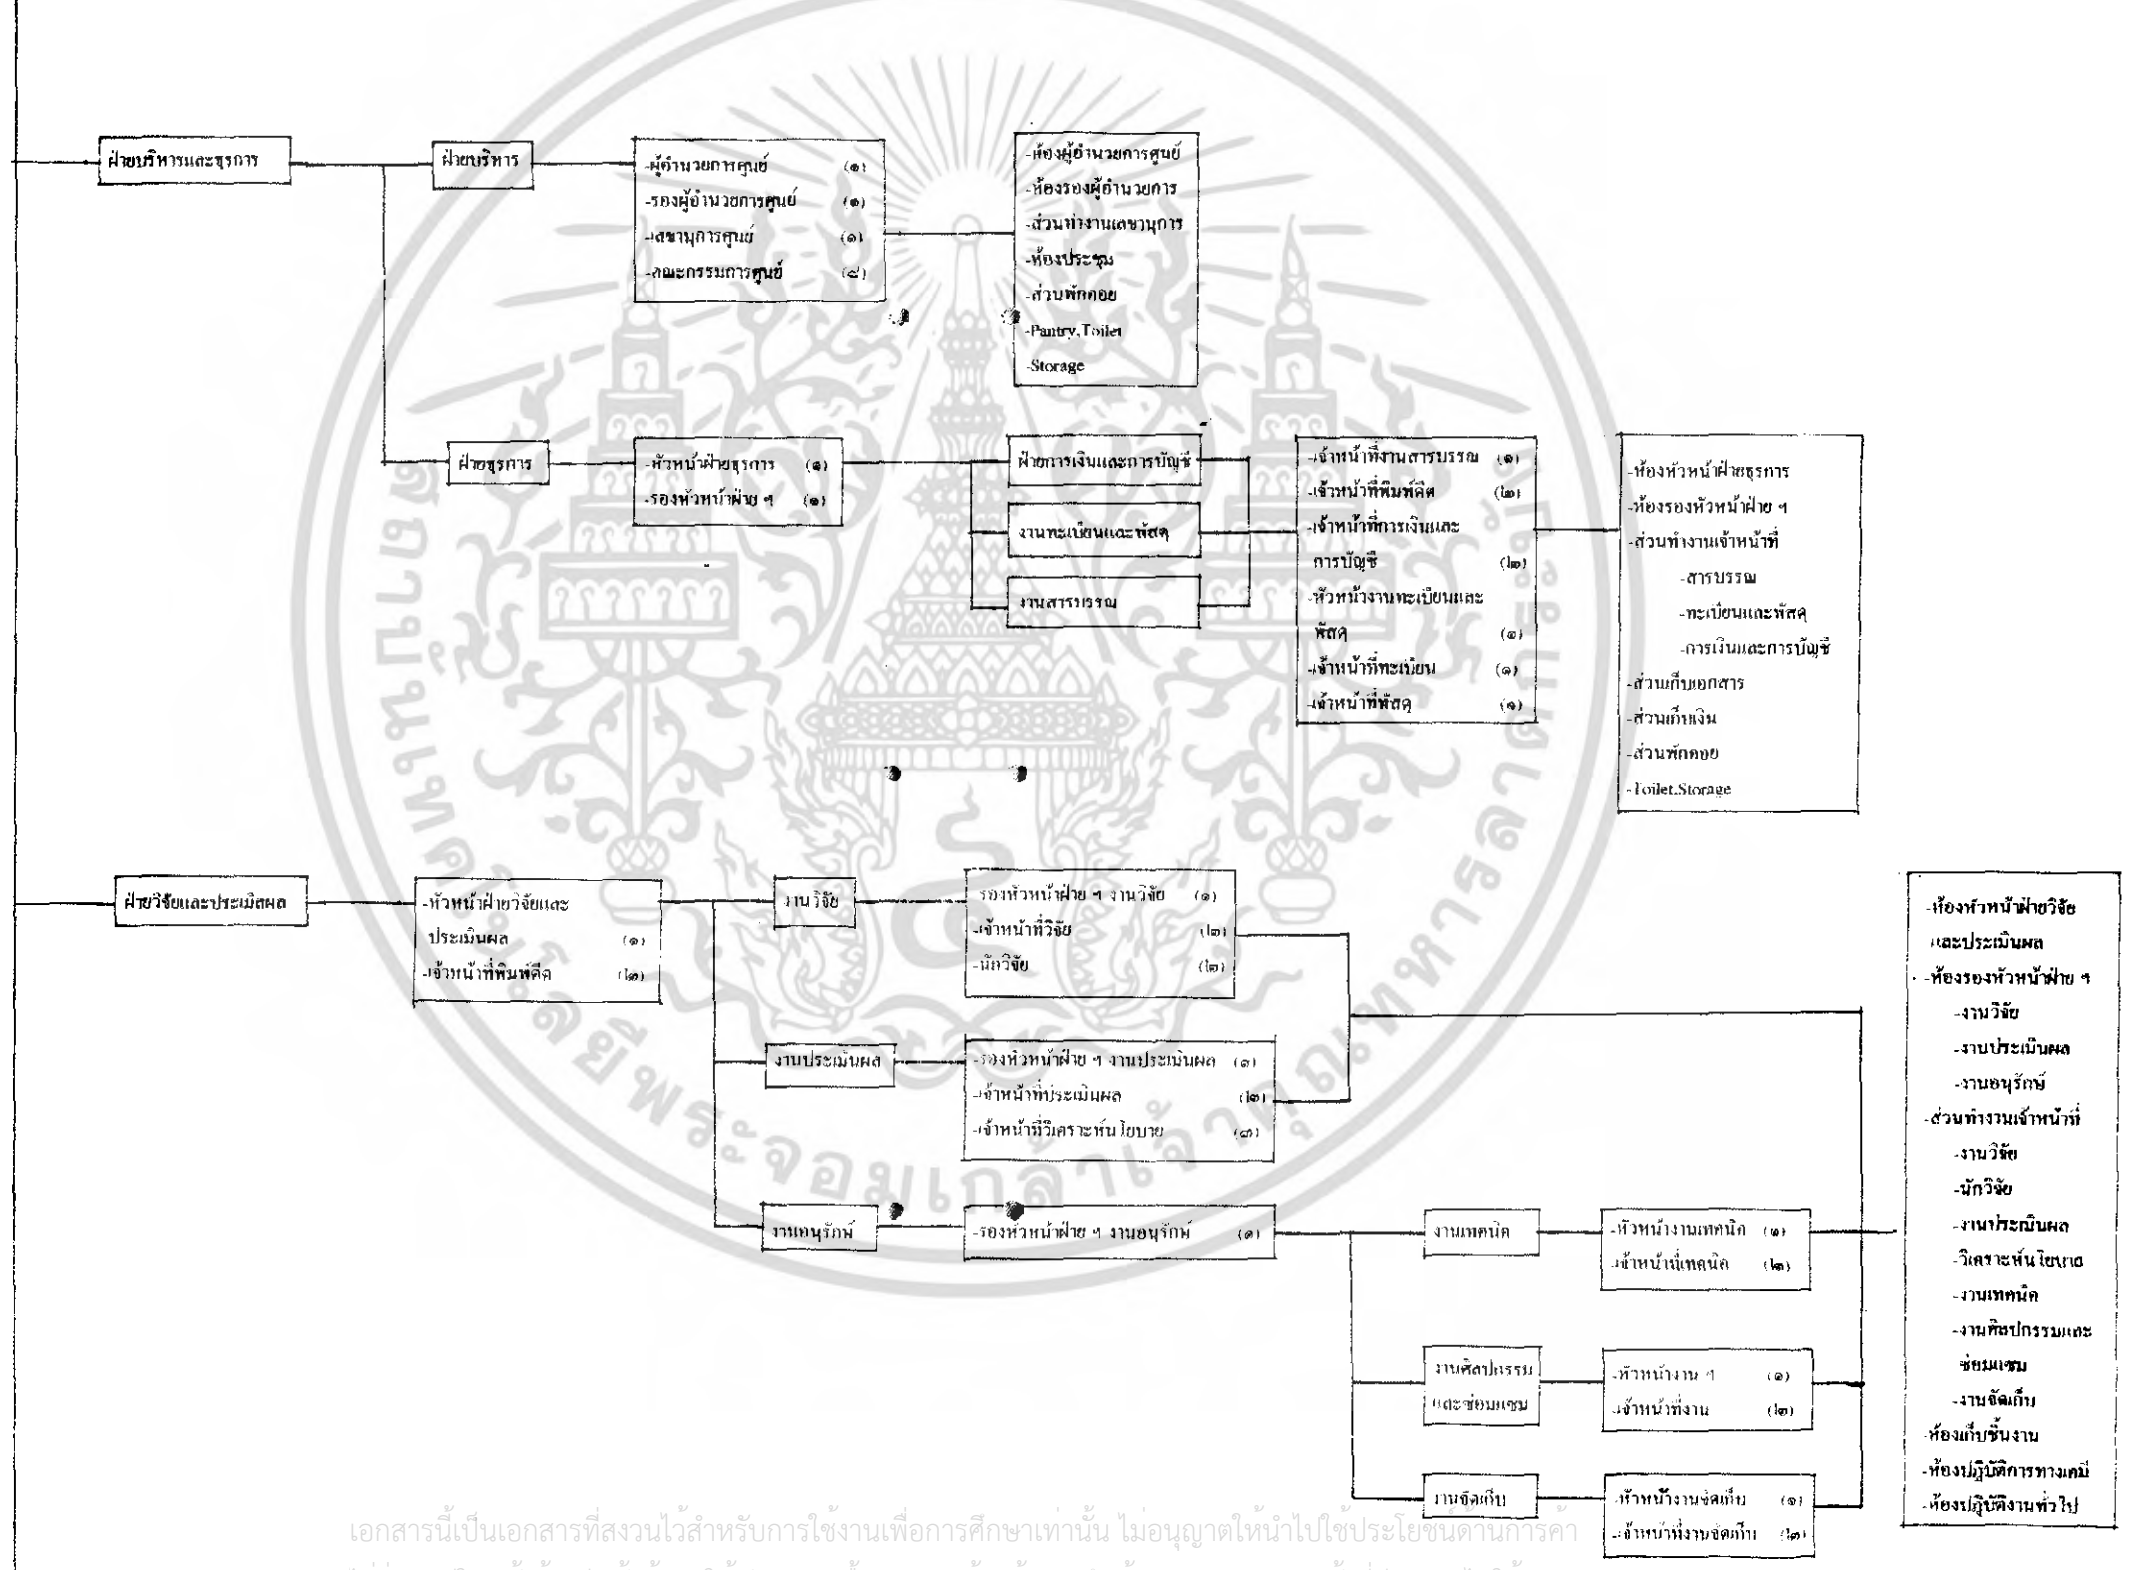 ฝ่ายบริหารและธุรการ
ฝ่ายบริหาร
-ผู้อำนวยการศูนย์ (๑)
-รองผู้อำนวยการศูนย์ (๑)
-เลขานุการศูนย์ (๑)
-คณะกรรมการศูนย์ (๘)
-ห้องผู้อำนวยการศูนย์
-ห้องรองผู้อำนวยการ
-ส่วนทำงานเลขานุการ
-ห้องประชุม
-ส่วนพักคอย
-Pantry,Toilet
-Storage
ฝ่ายธุรการ
-หัวหน้าฝ่ายธุรการ (๑)
-รองหัวหน้าฝ่าย ฯ (๑)
ฝ่ายการเงินและการบัญชี
งานทะเบียนและพัสดุ
งานสารบรรณ
-เจ้าหน้าที่งานสารบรรณ (๑)
-เจ้าหน้าที่พิมพ์ดีด (๒)
-เจ้าหน้าที่การเงินและ
การบัญชี (๒)
-หัวหน้างานทะเบียนและ
พัสดุ (๑)
-เจ้าหน้าที่ทะเบียน (๑)
-เจ้าหน้าที่พัสดุ (๑)
-ห้องหัวหน้าฝ่ายธุรการ
-ห้องรองหัวหน้าฝ่าย ฯ
-ส่วนทำงานเจ้าหน้าที่
-สารบรรณ
-ทะเบียนและพัสดุ
-การเงินและการบัญชี
-ส่วนเก็บเอกสาร
-ส่วนเก็บเงิน
-ส่วนพักคอย
-Toilet.Storage
ฝ่ายวิจัยและประเมิลผล
-หัวหน้าฝ่ายวิจัยและ
ประเมินผล (๑)
-เจ้าหน้าที่พิมพ์ดีด (๒)
งานวิจัย
รองหัวหน้าฝ่าย ฯ งานวิจัย (๑)
-เจ้าหน้าที่วิจัย (๒)
-นักวิจัย (๒)
งานประเมินผล
-รองหัวหน้าฝ่าย ฯ งานประเมินผล (๑)
-เจ้าหน้าที่ประเมินผล (๒)
-เจ้าหน้าที่วิเคราะห์นโยบาย (๓)
งานอนุรักษ์
-รองหัวหน้าฝ่าย ฯ งานอนุรักษ์ (๑)
งานเทคนิค
-หัวหน้างานเทคนิค (๑)
-เจ้าหน้าที่เทคนิค (๒)
งานศิลปกรรม
และซ่อมแซม
-หัวหน้างาน ฯ (๑)
-เจ้าหน้าที่งาน (๒)
งานจัดเก็บ
-หัวหน้างานจัดเก็บ (๑)
-เจ้าหน้าที่งานจัดเก็บ (๒)
-ห้องหัวหน้าฝ่ายวิจัย
และประเมินผล
-ห้องรองหัวหน้าฝ่าย ฯ
-งานวิจัย
-งานประเมินผล
-งานอนุรักษ์
-ส่วนทำงานเจ้าหน้าที่
-งานวิจัย
-นักวิจัย
-งานประเมินผล
-วิเคราะห์นโยบาย
-งานเทคนิค
-งานศิลปกรรมและ
ซ่อมแซม
-งานจัดเก็บ
-ห้องเก็บชิ้นงาน
-ห้องปฏิบัติการทางเคมี
-ห้องปฏิบัติงานทั่วไป
สถาบันเทคโนโลยีพระจอมเกล้าเจ้าคุณทหารลาดกระบัง
เอกสารนี้เป็นเอกสารที่สงวนไว้สำหรับการใช้งานเพื่อการศึกษาเท่านั้น ไม่อนุญาตให้นำไปใช้ประโยชน์ด้านการค้า